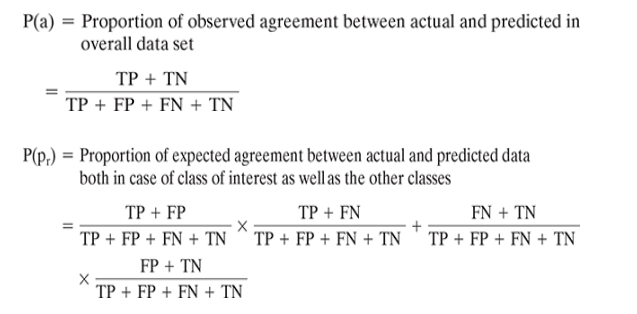 P(a) = Proportion of observed agreement between actual and predicted in
overall data set
= TP + TN
TP + FP + FN + TN
P(pr) = Proportion of expected agreement between actual and predicted data
both in case of class of interest as well as the other classes
= TP + FP × TP + FN + FN + TN
TP + FP + FN + TN TP + FP + FN + TN TP + FP + FN + TN
× FP + TN
TP + FP + FN + TN